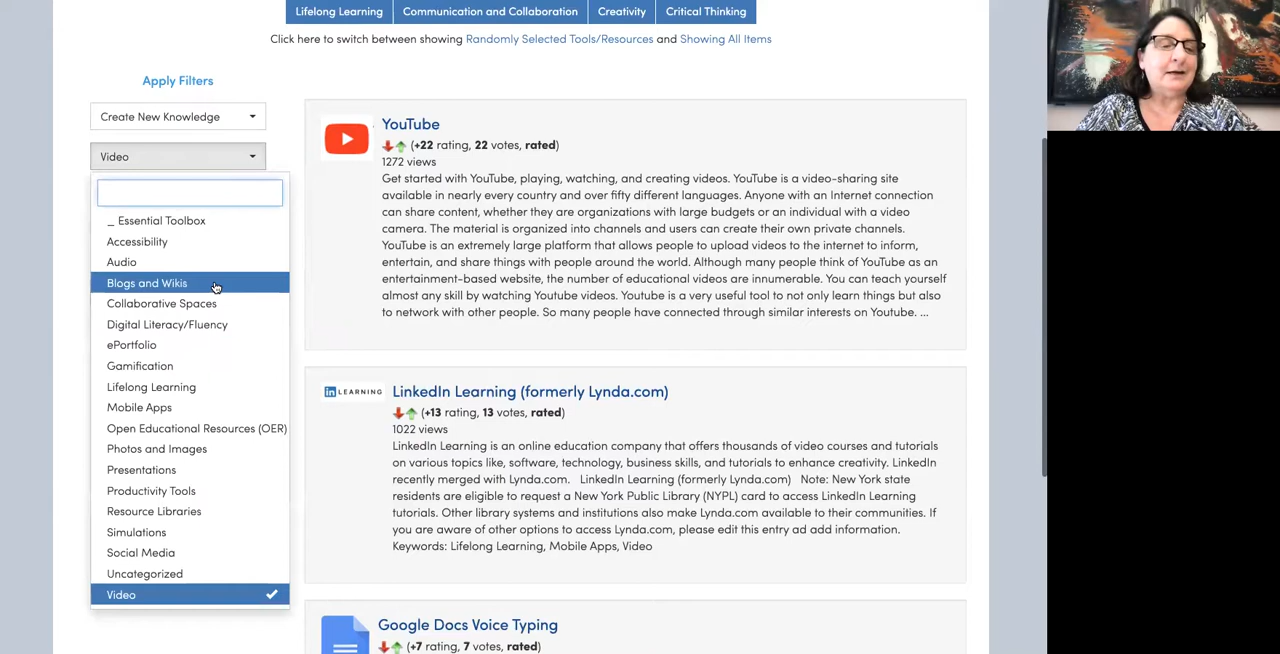 Lifelong Learning
Communication and Collaboration
Creativity
Critical Thinking
Click here to switch between showing Randomly Selected Tools/Resources and Showing All Items
Apply Filters
Create New Knowledge
Video
_ Essential Toolbox
Accessibility
Audio
Blogs and Wikis
Collaborative Spaces
Digital Literacy/Fluency
ePortfolio
Gamification
Lifelong Learning
Mobile Apps
Open Educational Resources (OER)
Photos and Images
Presentations
Productivity Tools
Resource Libraries
Simulations
Social Media
Uncategorized
Video
YouTube
(+22 rating, 22 votes, rated)
1272 views
Get started with YouTube, playing, watching, and creating videos. YouTube is a video-sharing site
available in nearly every country and over fifty different languages. Anyone with an Internet connection
can share content, whether they are organizations with large budgets or an individual with a video
camera. The material is organized into channels and users can create their own private channels.
YouTube is an extremely large platform that allows people to upload videos to the internet to inform,
entertain, and share things with people around the world. Although many people think of YouTube as an
entertainment-based website, the number of educational videos are innumerable. You can teach yourself
almost any skill by watching Youtube videos. Youtube is a very useful tool to not only learn things but also
to network with other people. So many people have connected through similar interests on Youtube. ...
in LEARNING
LinkedIn Learning (formerly Lynda.com)
(+13 rating, 13 votes, rated)
1022 views
LinkedIn Learning is an online education company that offers thousands of video courses and tutorials
on various topics like, software, technology, business skills, and tutorials to enhance creativity. LinkedIn
recently merged with Lynda.com. LinkedIn Learning (formerly Lynda.com) Note: New York state
residents are eligible to request a New York Public Library (NYPL) card to access LinkedIn Learning
tutorials. Other library systems and institutions also make Lynda.com available to their communities. If
you are aware of other options to access Lynda.com, please edit this entry ad add information.
Keywords: Lifelong Learning, Mobile Apps, Video
Google Docs Voice Typing
(+7 rating, 7 votes, rated)